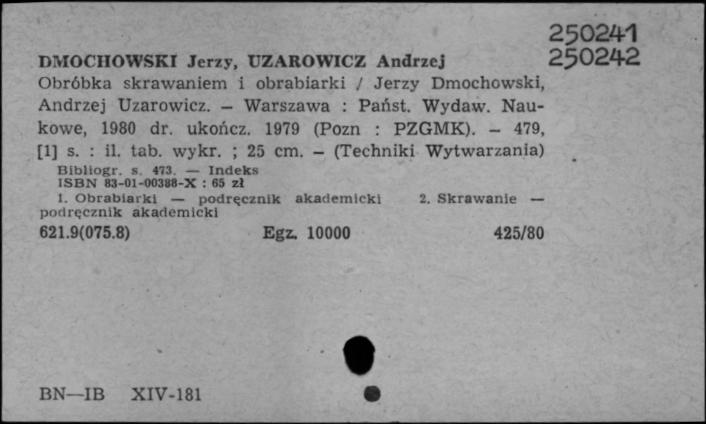 250241
250242
DMOCHOWSKI Jerzy, UZAROWICZ Andrzej
Obróbka skrawaniem i obrabiarki / Jerzy Dmochowski,
Andrzej Uzarowicz. — Warszawa : Państ. Wydaw. Nau-
kowe, 1980 dr. ukończ. 1979 (Pozn : PZGMK). — 479,
[1] s. : il. tab. wykr. ; 25 cm. — (Techniki Wytwarzania)
Bibliogr. s. 473. — Indeks
ISBN 83-01-00388-X : 65 zł
1. Obrabiarki — podręcznik akademicki 2. Skrawanie —
podręcznik akademicki
621.9(075.8) Egz. 10000 425/80
BN—IB XIV-181